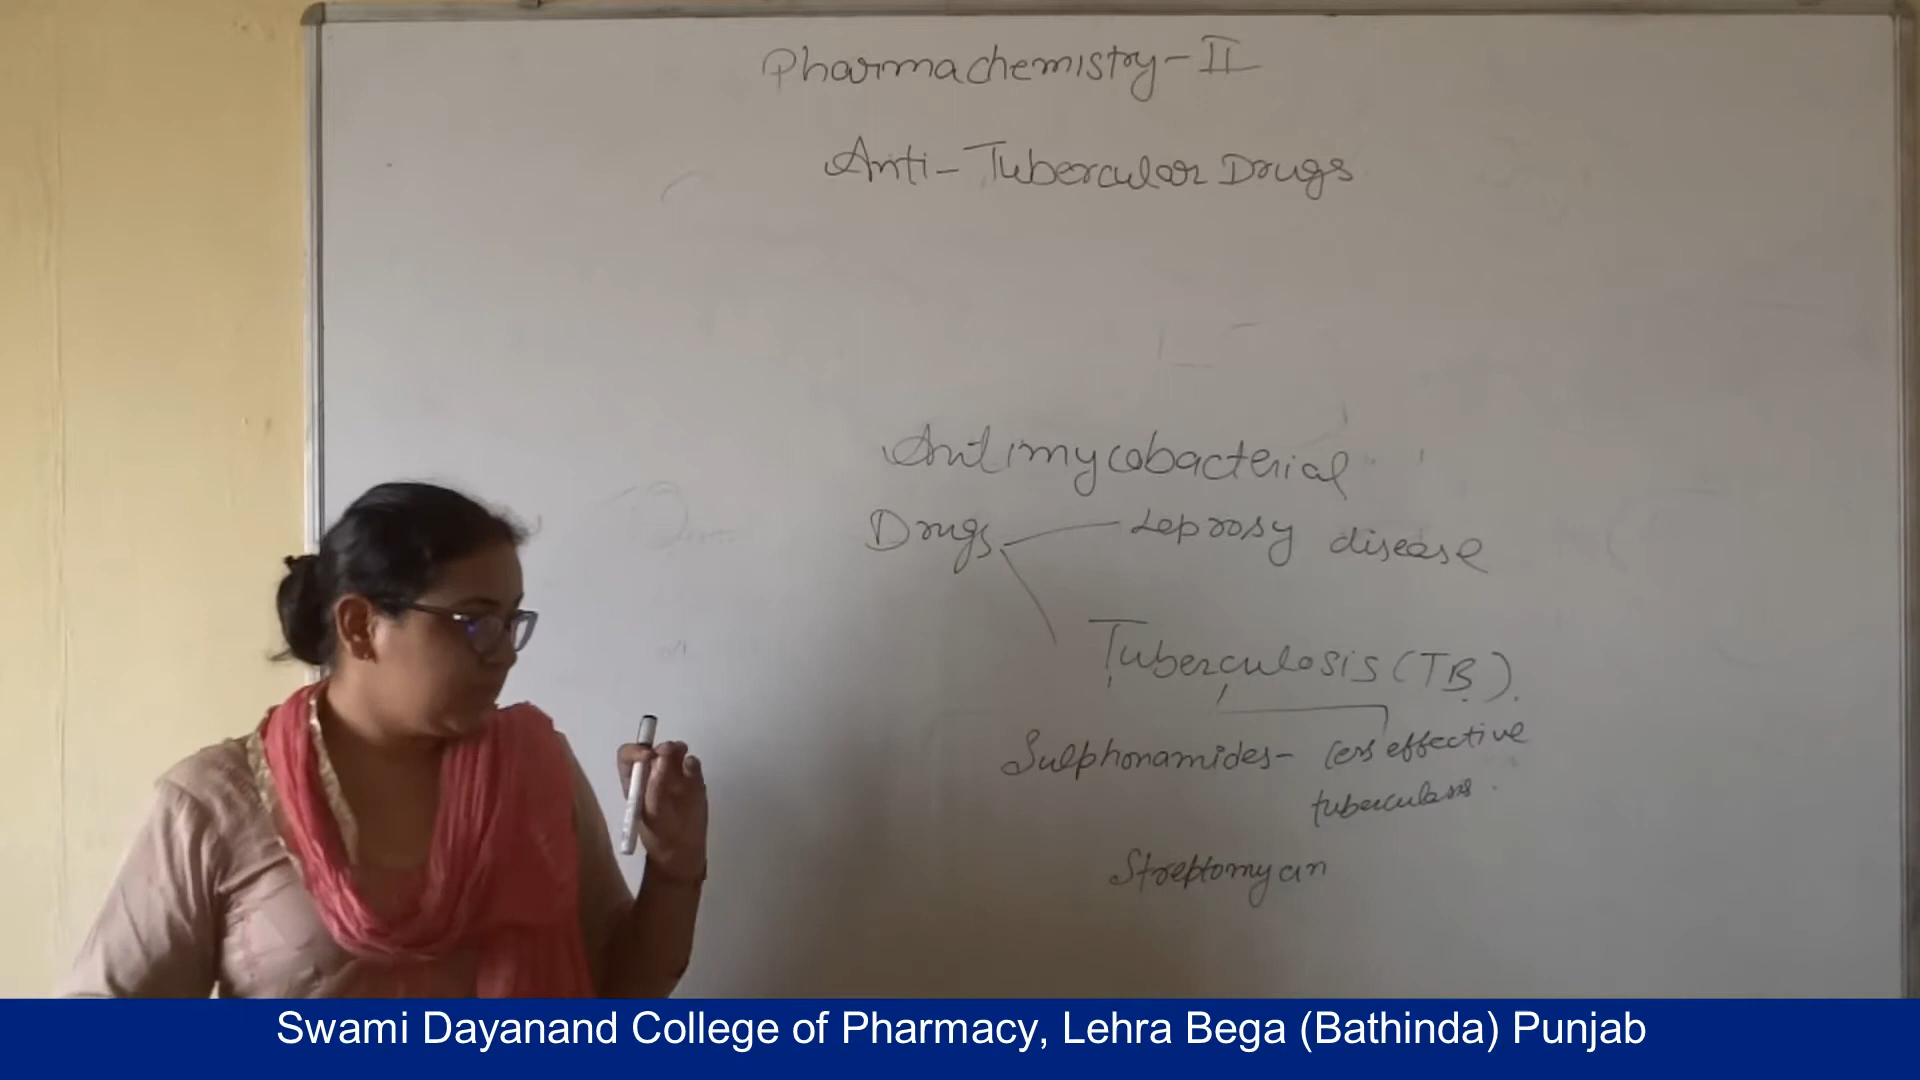 Pharmachemistry-II
Anti-Tubercular Drugs
Antimycobacterial
Drugs
Leprosy disease
Tuberculosis (TB).
Sulphonamides- less effective
tuberculosis.
Streptomycin
Swami Dayanand College of Pharmacy, Lehra Bega (Bathinda) Punjab